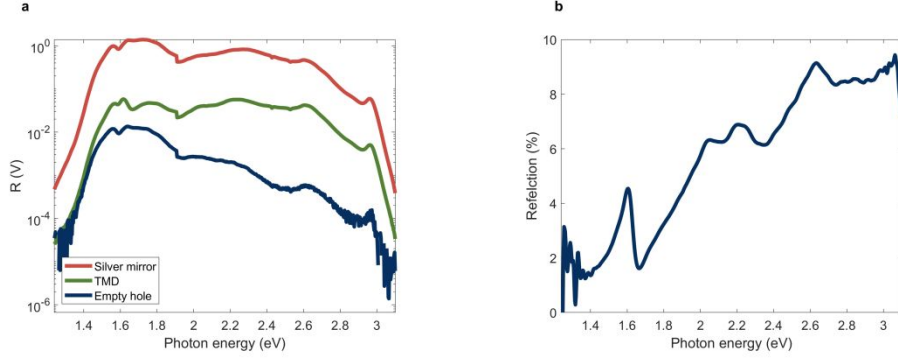 a
10^0
10^-2
10^-4
10^-6
R (V)
Silver mirror
TMD
Empty hole
1.4 1.6 1.8 2 2.2 2.4 2.6 2.8 3
Photon energy (eV)
b
10
8
6
4
2
0
Refelction (%)
1.4 1.6 1.8 2 2.2 2.4 2.6 2.8 3
Photon energy (eV)